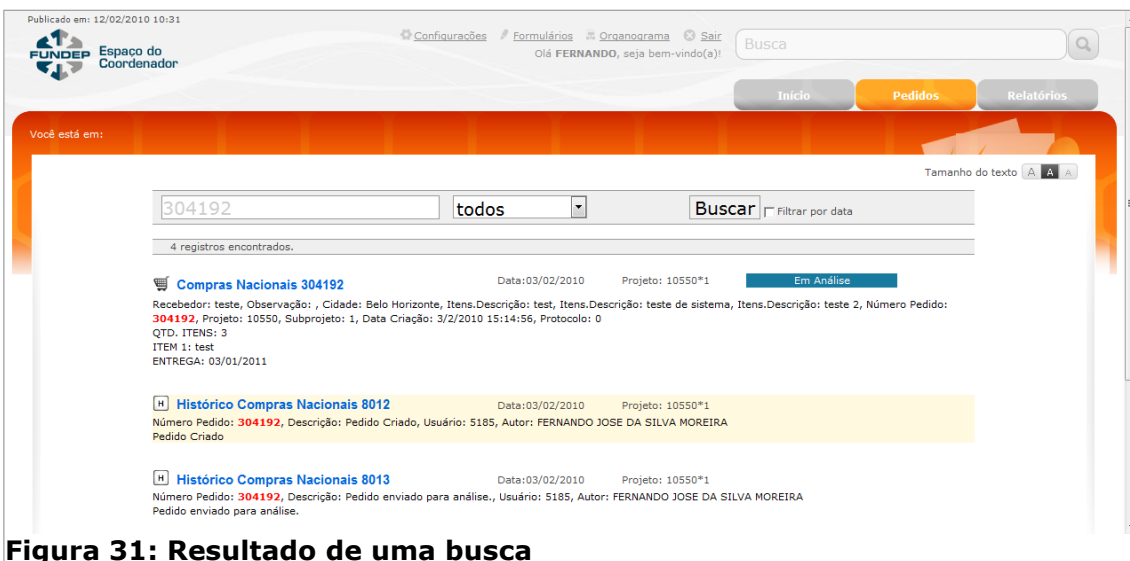 Publicado em: 12/02/2010 10:31
FUNDEP
Espaço do
Coordenador
Configurações Formulários Organograma Sair
Olá FERNANDO, seja bem-vindo(a)!
Busca
Início Pedidos Relatórios
Você está em:
Tamanho do texto A A A
304192 todos Buscar Filtrar por data
4 registros encontrados.
Compras Nacionais 304192 Data:03/02/2010 Projeto: 10550*1 Em Análise
Recebedor: teste, Observação: , Cidade: Belo Horizonte, Itens.Descrição: test, Itens.Descrição: teste de sistema, Itens.Descrição: teste 2, Número Pedido:
304192, Projeto: 10550, Subprojeto: 1, Data Criação: 3/2/2010 15:14:56, Protocolo: 0
QTD. ITENS: 3
ITEM 1: test
ENTREGA: 03/01/2011
H Histórico Compras Nacionais 8012 Data:03/02/2010 Projeto: 10550*1
Número Pedido: 304192, Descrição: Pedido Criado, Usuário: 5185, Autor: FERNANDO JOSE DA SILVA MOREIRA
Pedido Criado
H Histórico Compras Nacionais 8013 Data:03/02/2010 Projeto: 10550*1
Número Pedido: 304192, Descrição: Pedido enviado para análise., Usuário: 5185, Autor: FERNANDO JOSE DA SILVA MOREIRA
Pedido enviado para análise.
Figura 31: Resultado de uma busca